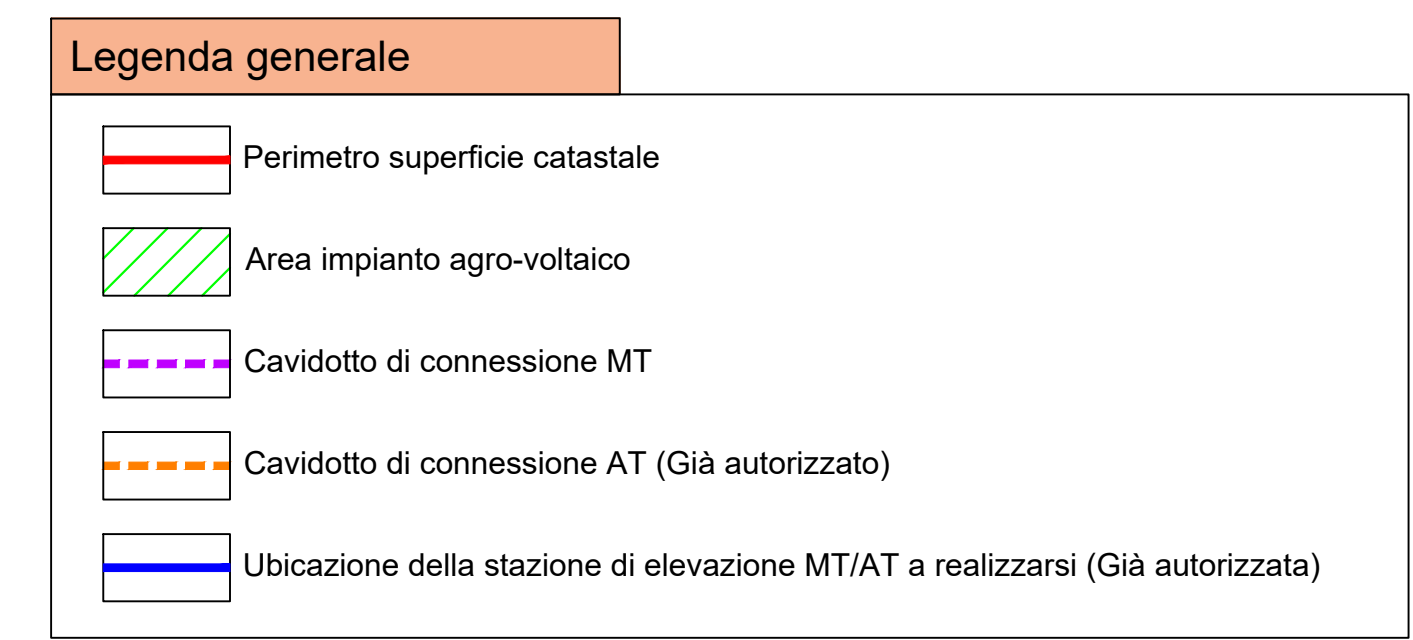 Legenda generale
Perimetro superficie catastale
Area impianto agro-voltaico
Cavidotto di connessione MT
Cavidotto di connessione AT (Già autorizzato)
Ubicazione della stazione di elevazione MT/AT a realizzarsi (Già autorizzata)